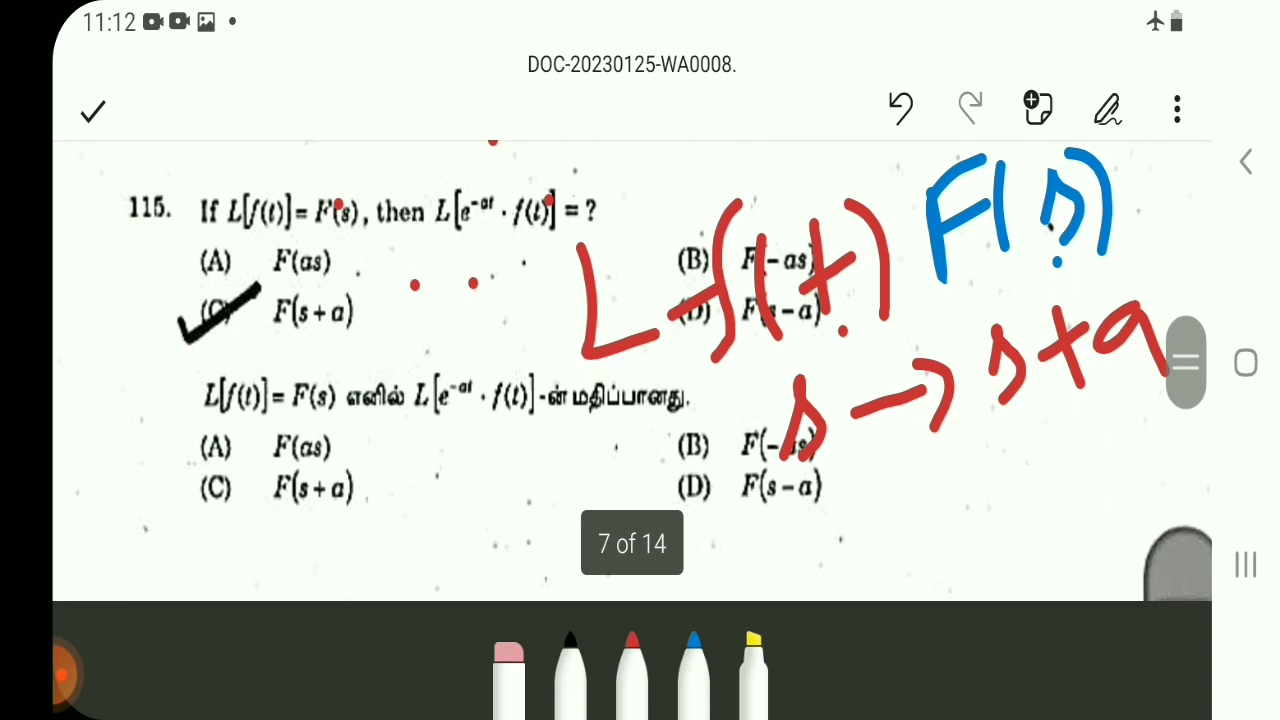 11:12
DOC-20230125-WA0008.
115. If L[f(t)] = F(s), then L[e^{-at} · f(t)] = ?
(A) F(as) (B) F(-as)
(C) F(s + a) (D) F(s - a)
L f(t) F(s)
s → s+a
L[f(t)] = F(s) எனில் L[e^{-at} · f(t)]-ன் மதிப்பானது.
(A) F(as) (B) F(-as)
(C) F(s + a) (D) F(s - a)
7 of 14